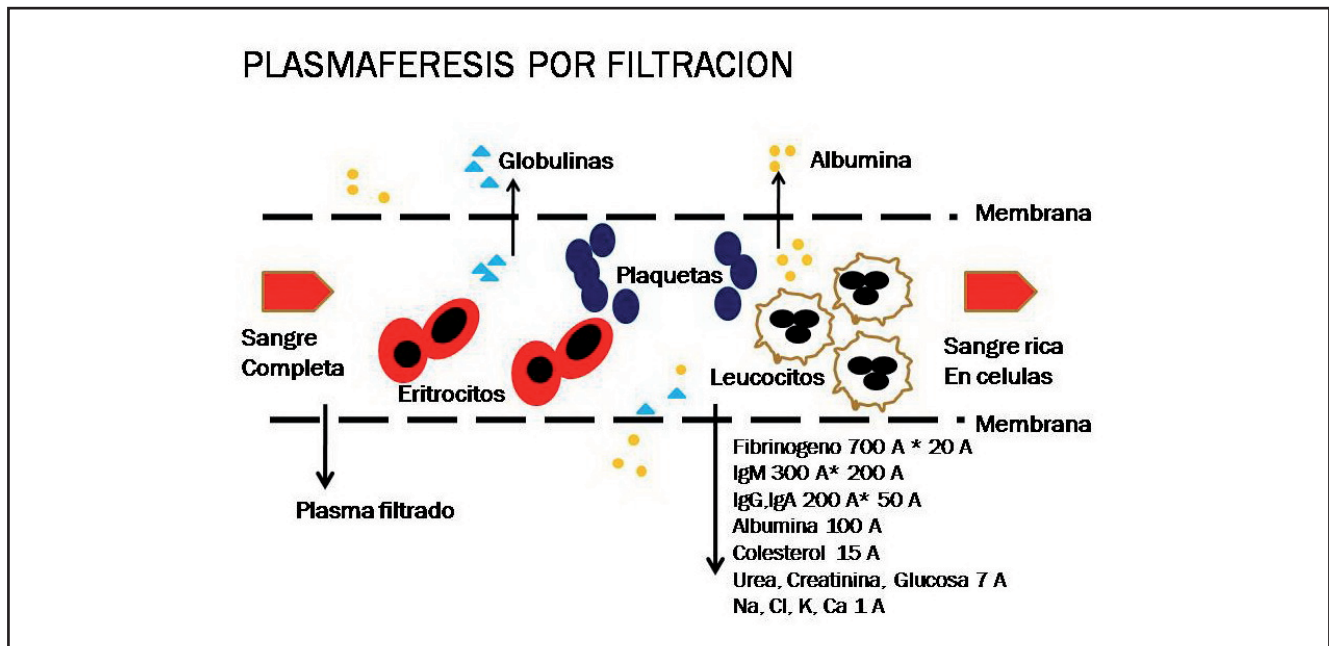 PLASMAFERESIS POR FILTRACION
Globulinas
Albumina
Membrana
Plaquetas
Sangre
Completa
Eritrocitos
Leucocitos
Sangre rica
En celulas
Membrana
Plasma filtrado
Fibrinogeno 700 A * 20 A
IgM 300 A* 200 A
IgG,IgA 200 A* 50 A
Albumina 100 A
Colesterol 15 A
Urea, Creatinina, Glucosa 7 A
Na, Cl, K, Ca 1 A